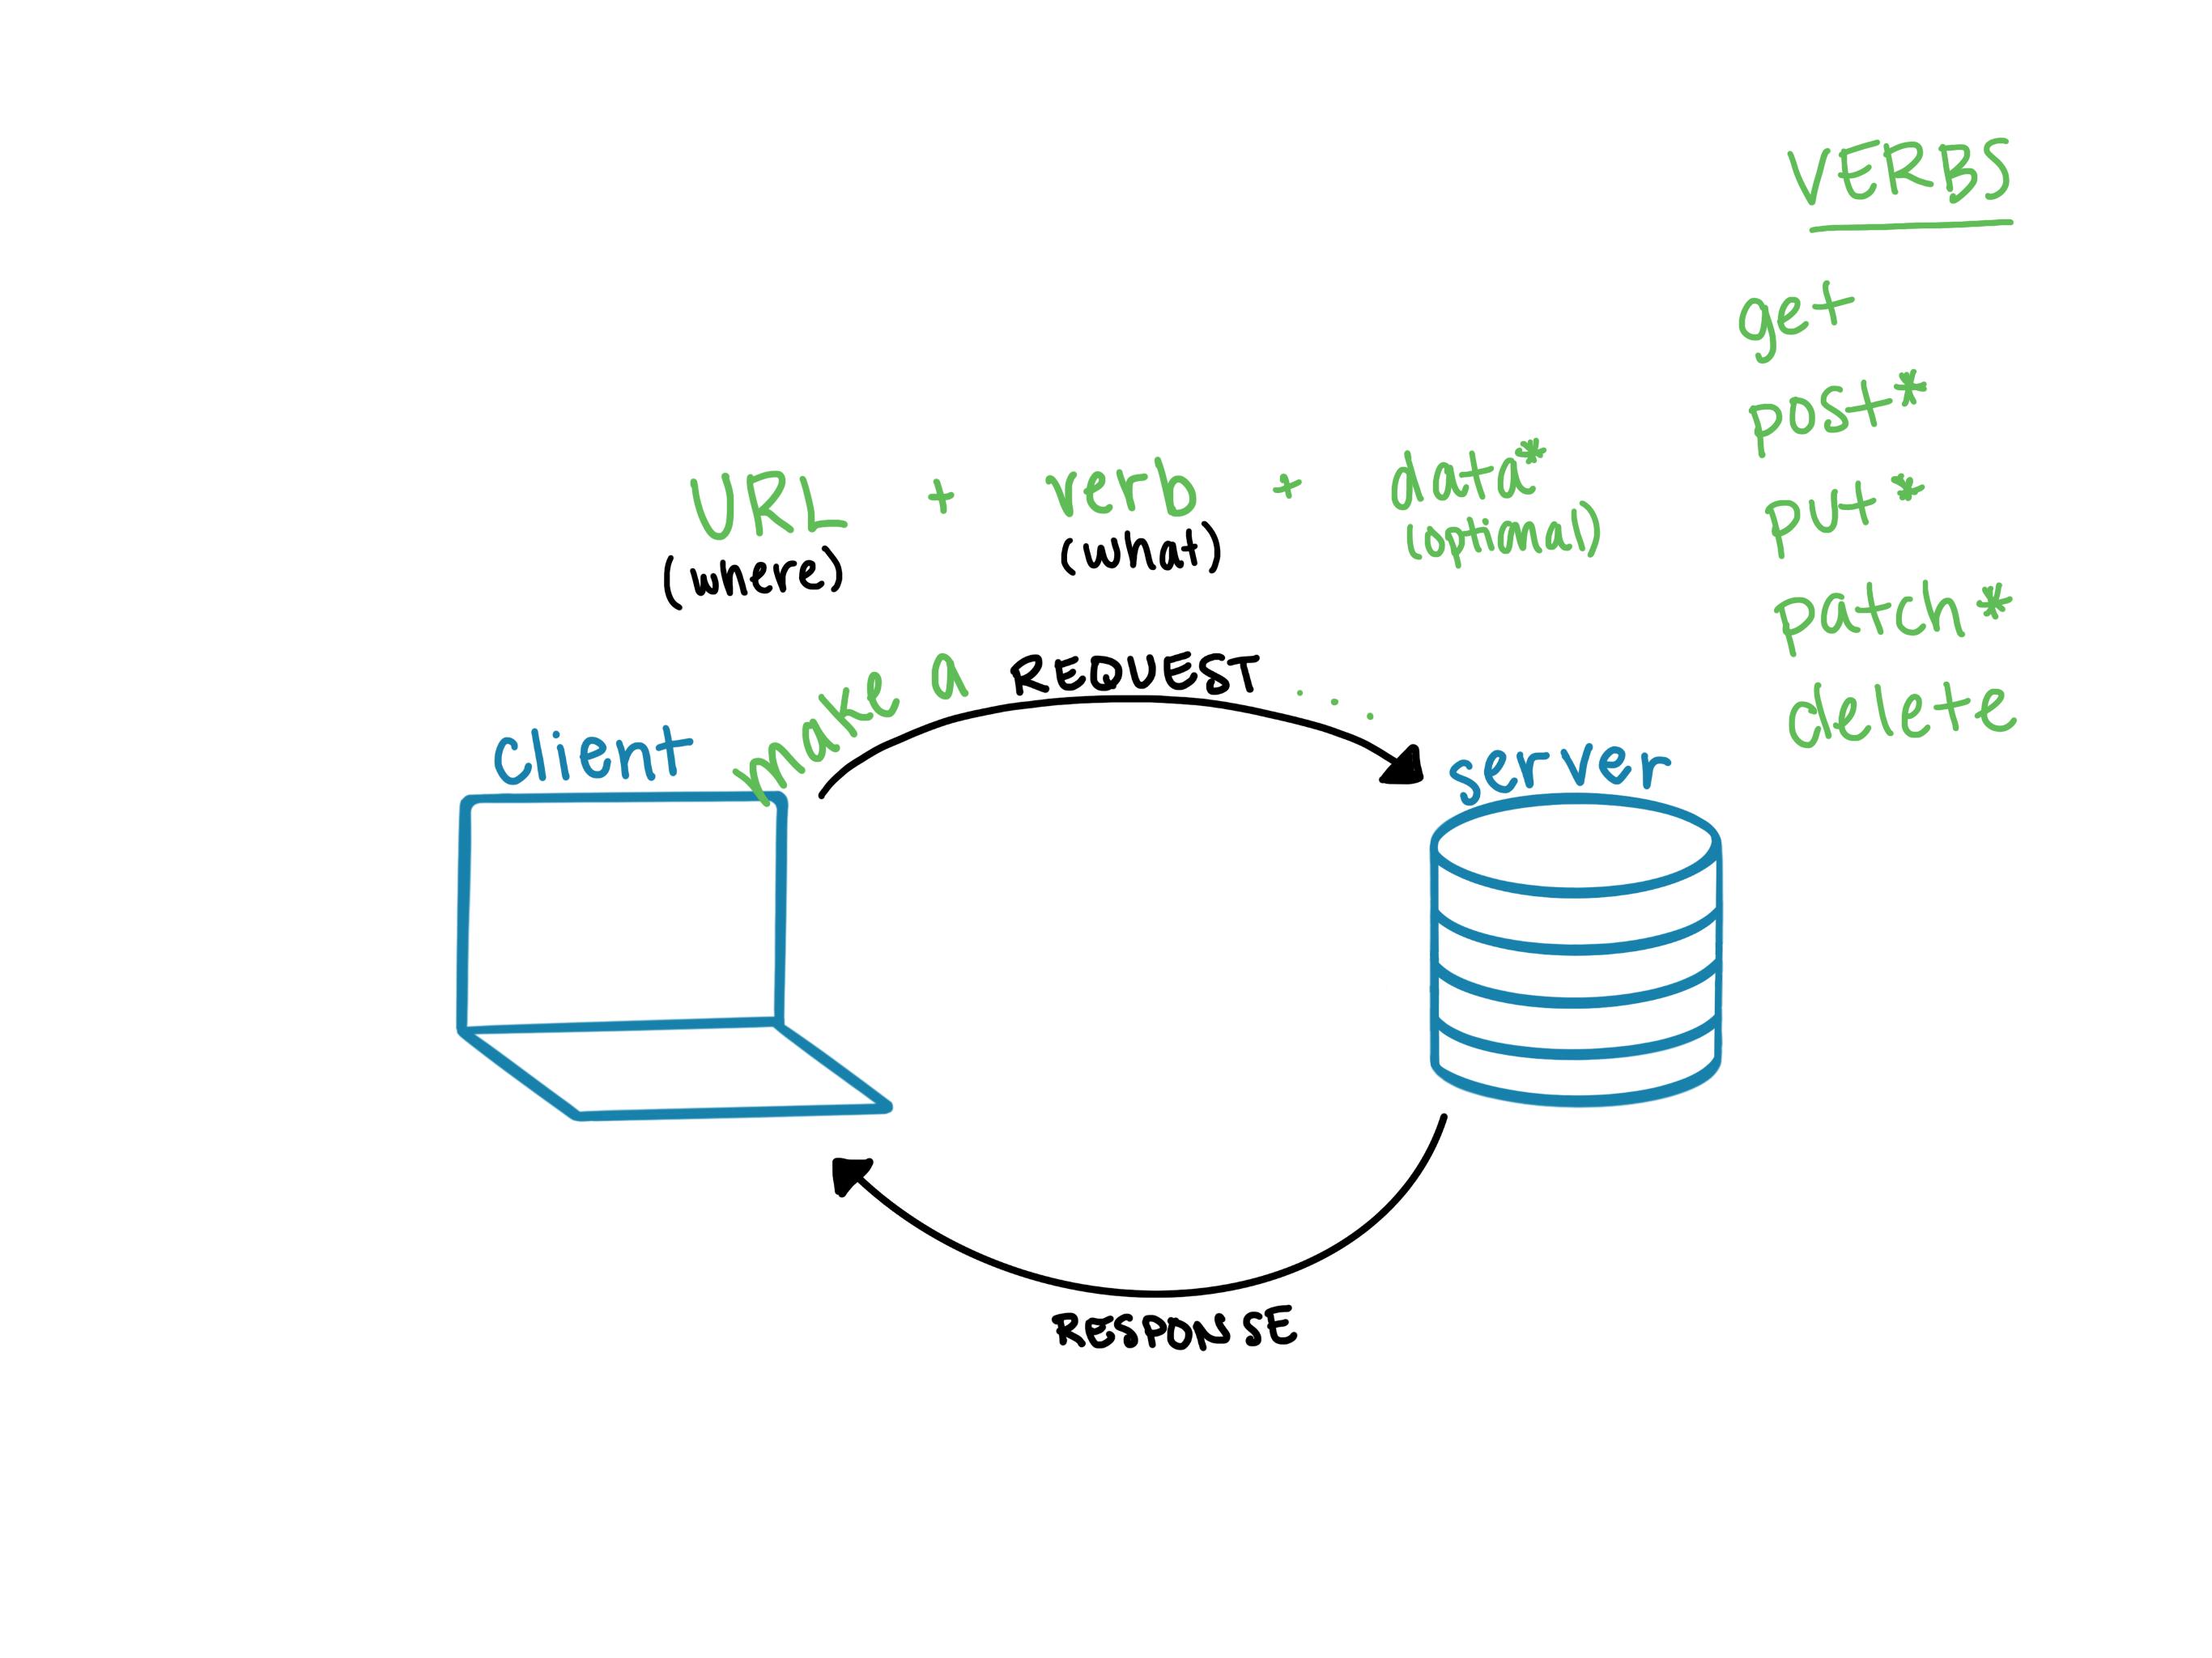 VERBS
get
post*
put*
patch*
delete
URL + verb + data*
(where) (what) (optional)
make a REQUEST....
client
server
RESPONSE